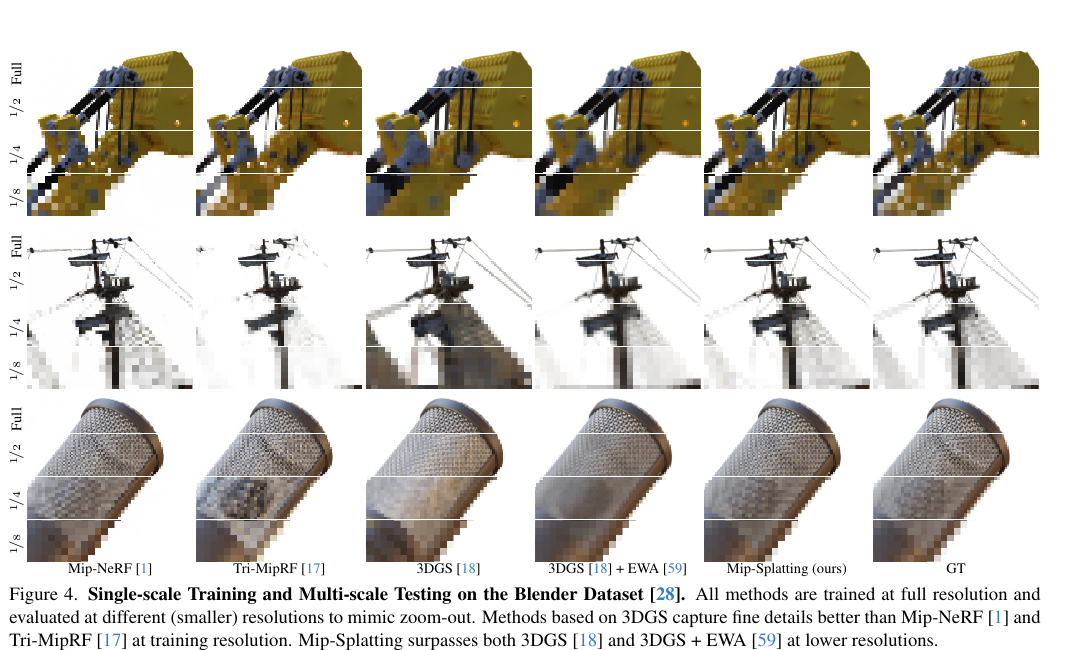 Full
1/2
1/4
1/8
Full
1/2
1/4
1/8
Full
1/2
1/4
1/8
Mip-NeRF [1] Tri-MipRF [17] 3DGS [18] 3DGS [18] + EWA [59] Mip-Splatting (ours) GT
Figure 4. Single-scale Training and Multi-scale Testing on the Blender Dataset [28]. All methods are trained at full resolution and
evaluated at different (smaller) resolutions to mimic zoom-out. Methods based on 3DGS capture fine details better than Mip-NeRF [1] and
Tri-MipRF [17] at training resolution. Mip-Splatting surpasses both 3DGS [18] and 3DGS + EWA [59] at lower resolutions.